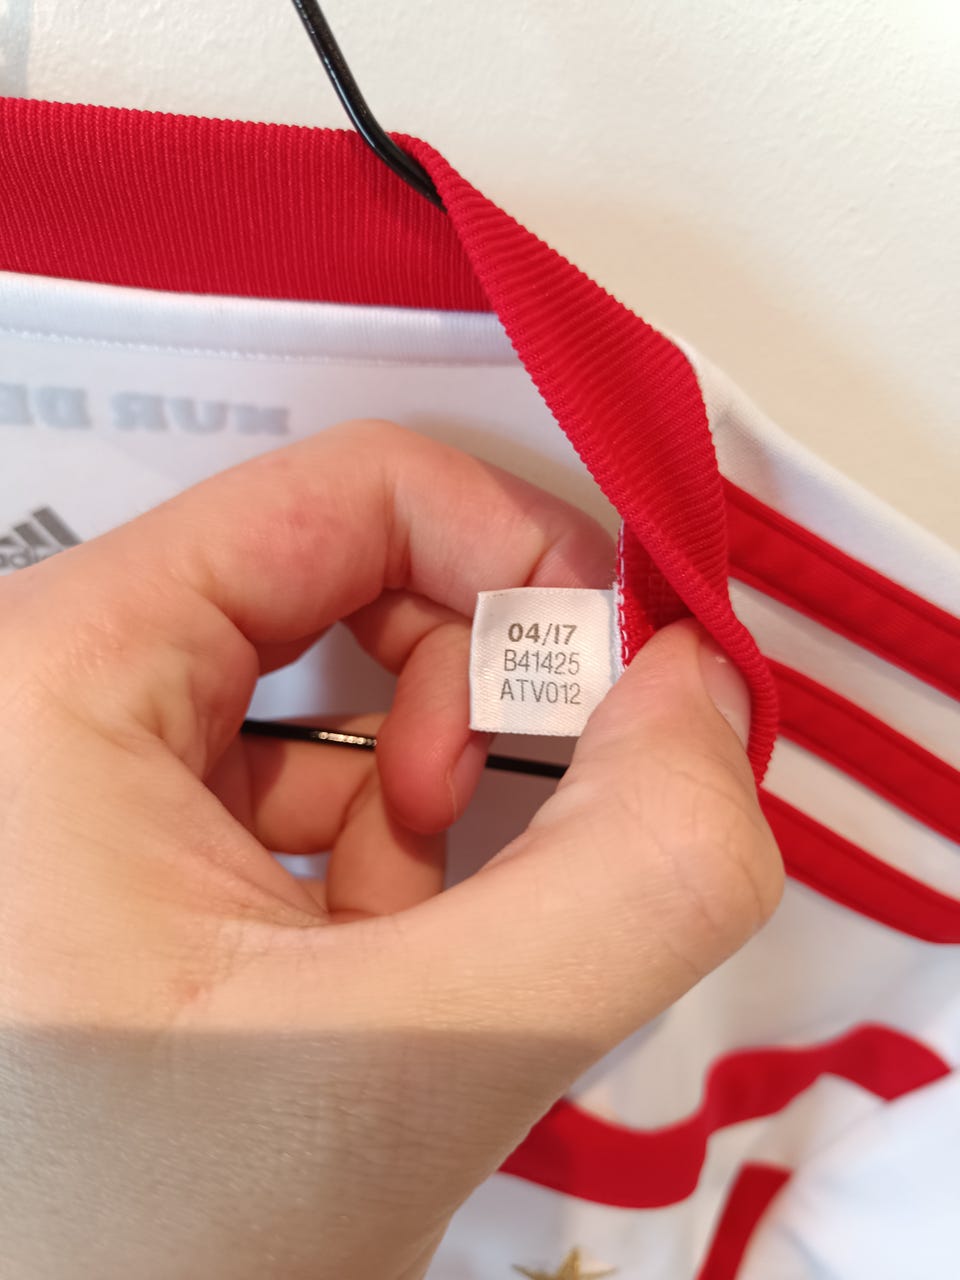 NUR DE
04/17
B41425
ATV012